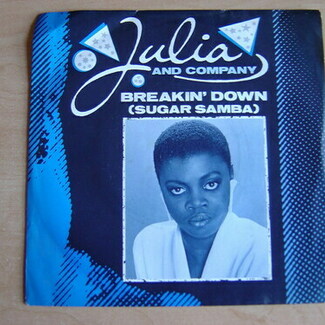 Julia
AND COMPANY
BREAKIN' DOWN
(SUGAR SAMBA)